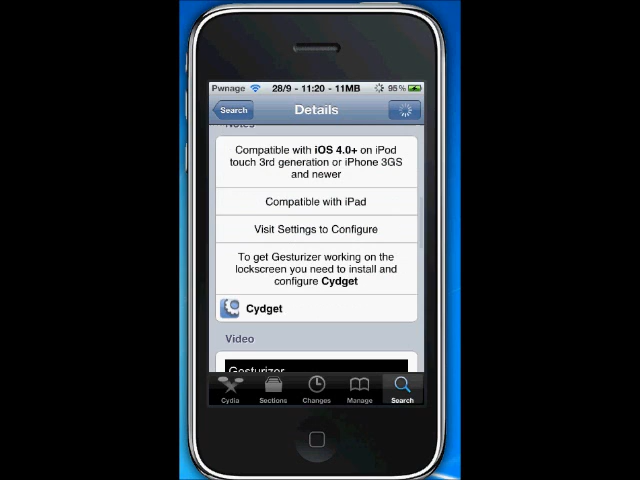 Pwnage 28/9 - 11:20 - 11MB 95%
Search Details
Notes
Compatible with iOS 4.0+ on iPod
touch 3rd generation or iPhone 3GS
and newer
Compatible with iPad
Visit Settings to Configure
To get Gesturizer working on the
lockscreen you need to install and
configure Cydget
Cydget
Video
Gesturizer
Cydia Sections Changes Manage Search